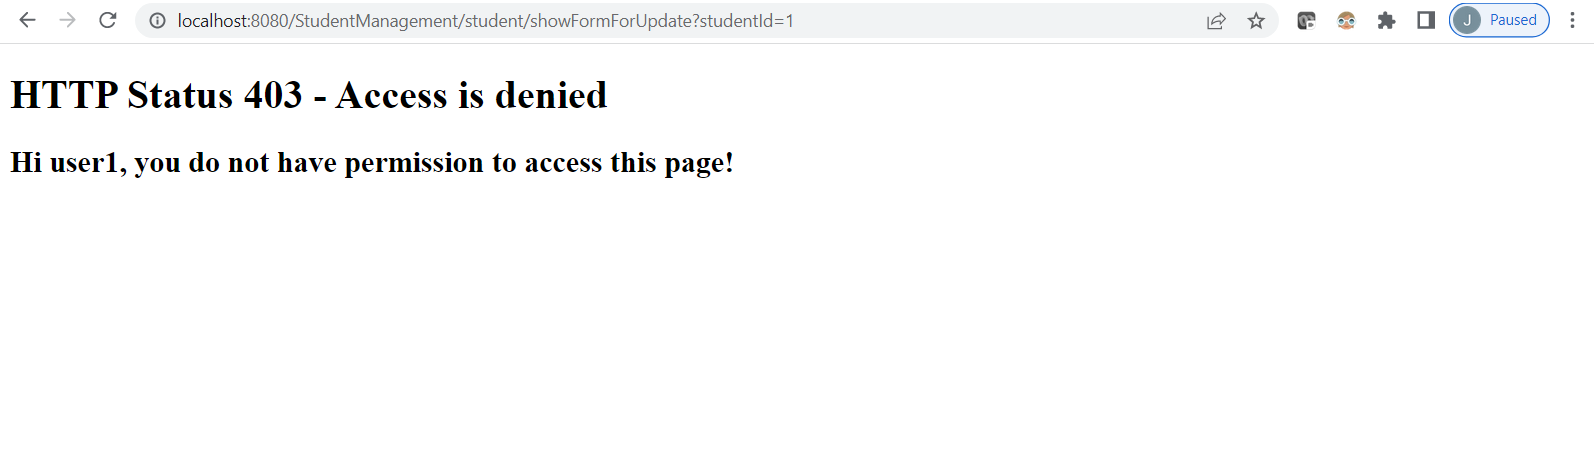 localhost:8080/StudentManagement/student/showFormForUpdate?studentId=1
J Paused
HTTP Status 403 - Access is denied
Hi user1, you do not have permission to access this page!